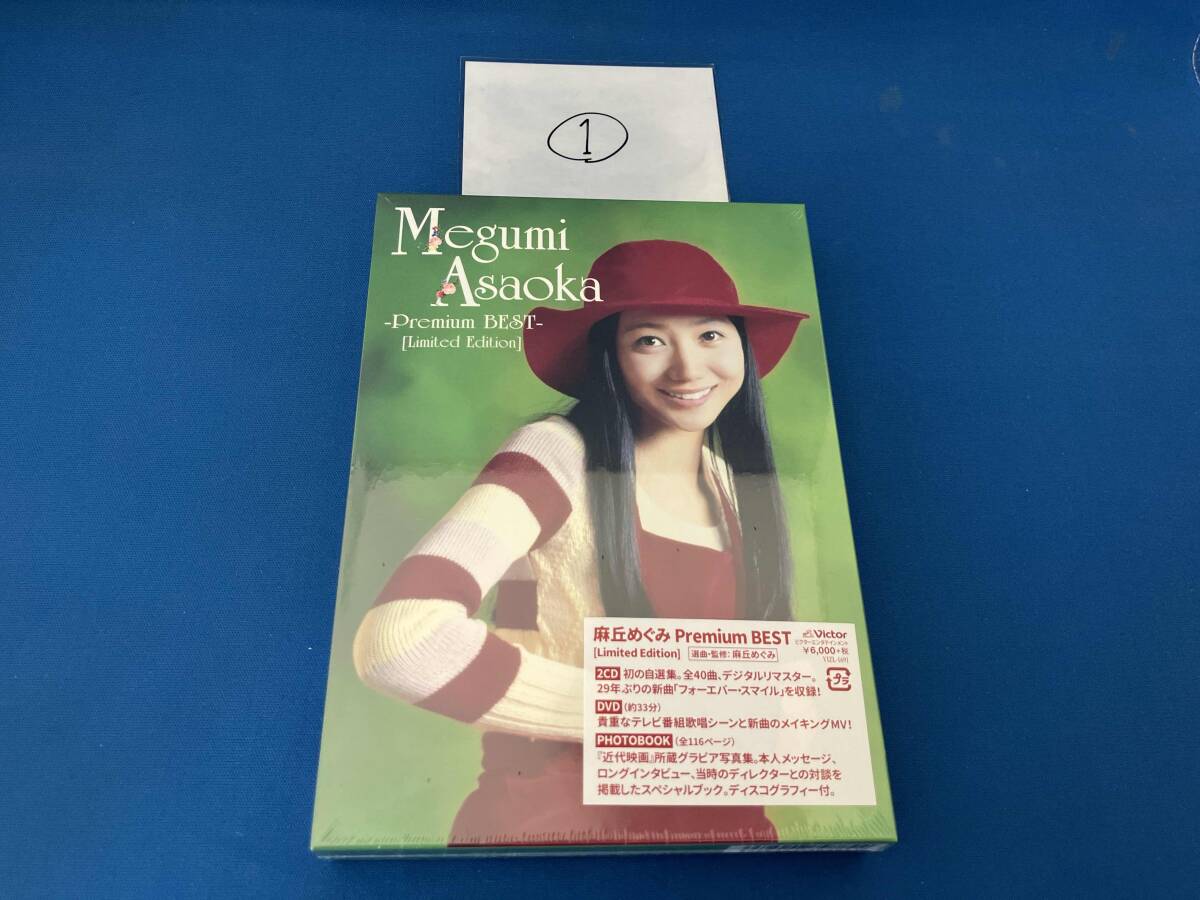 1
Megumi
Asaoka
-Premium BEST-
[Limited Edition]
麻丘めぐみ Premium BEST
[Limited Edition] 選曲・監修：麻丘めぐみ
Victor
ビクターエンタテインメント
¥6,000+税
プラ
2CD 初の自選集。全40曲、デジタルリマスター。
29年ぶりの新曲「フォーエバー・スマイル」を収録！
DVD（約33分）
貴重なテレビ番組歌唱シーンと新曲のメイキングMV！
PHOTOBOOK（全116ページ）
『近代映画』所蔵グラビア写真集。本人メッセージ、
ロングインタビュー、当時のディレクターとの対談を
掲載したスペシャルブック。ディスコグラフィー付。